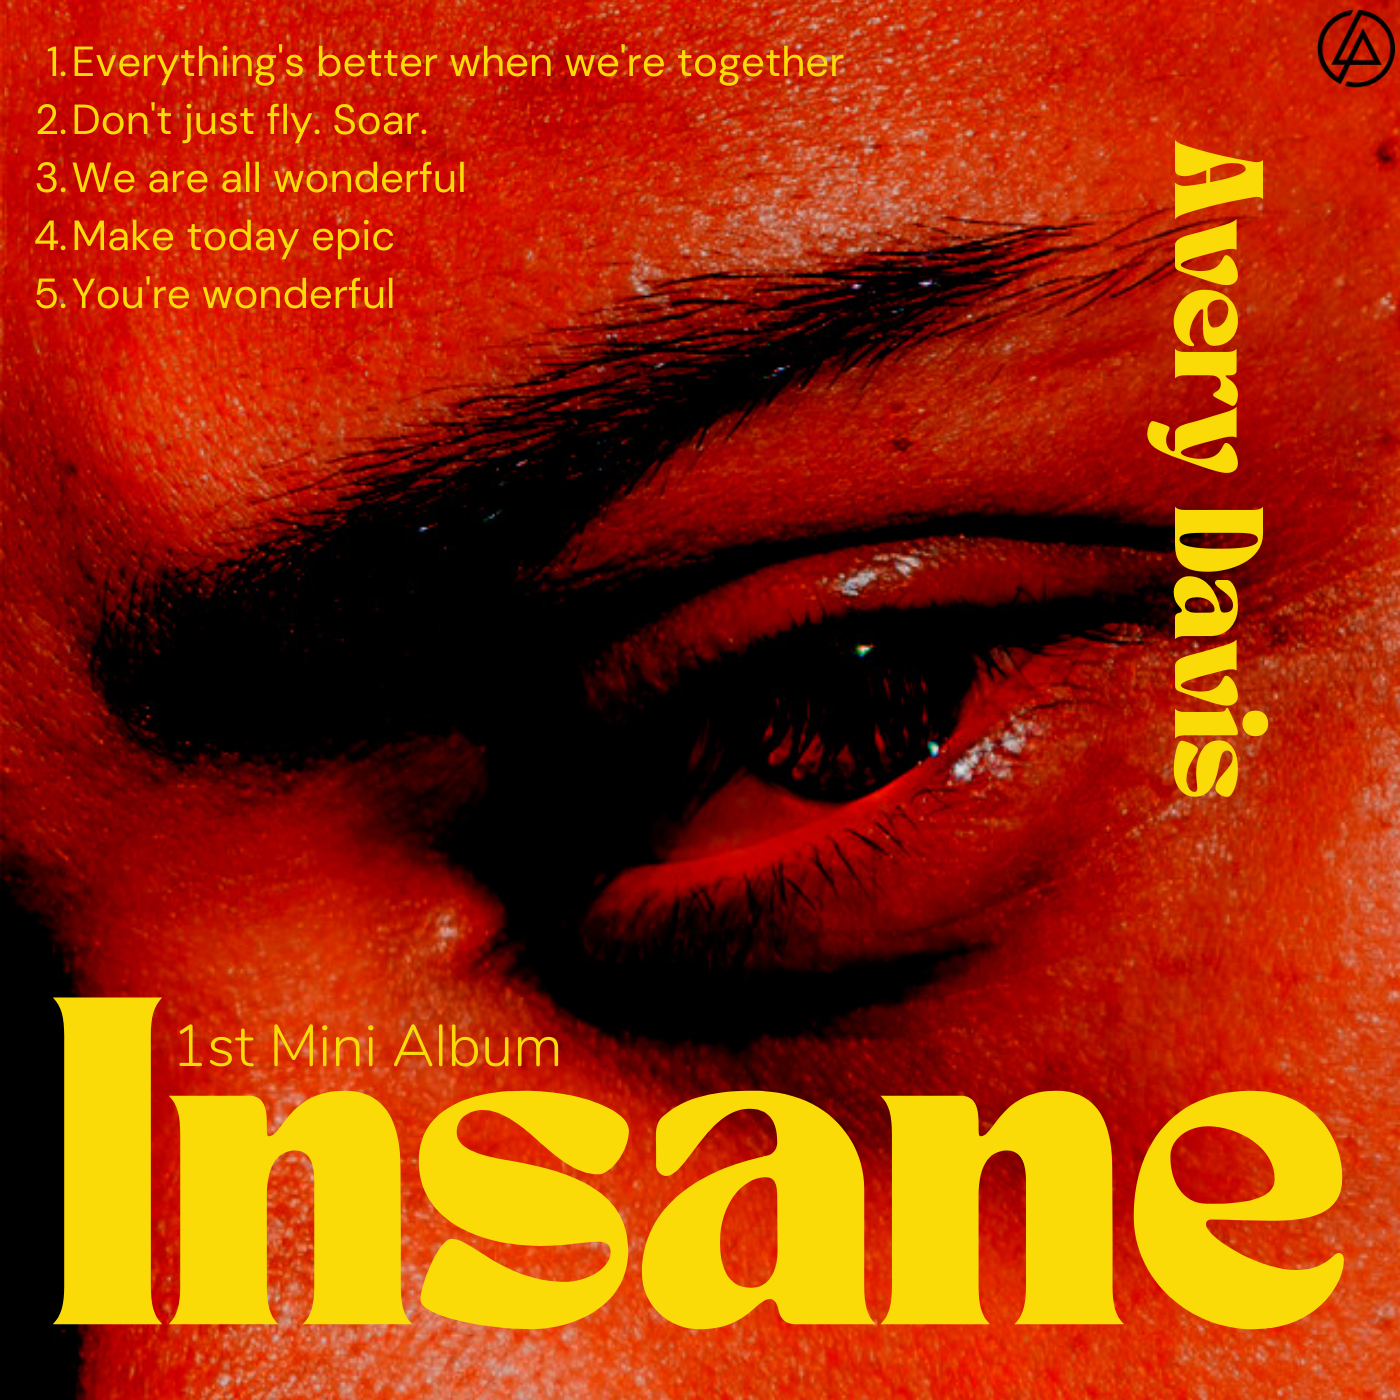 1. Everything's better when we're together
2. Don't just fly. Soar.
3. We are all wonderful
4. Make today epic
5. You're wonderful
Avery Davis
1st Mini Album
Insane